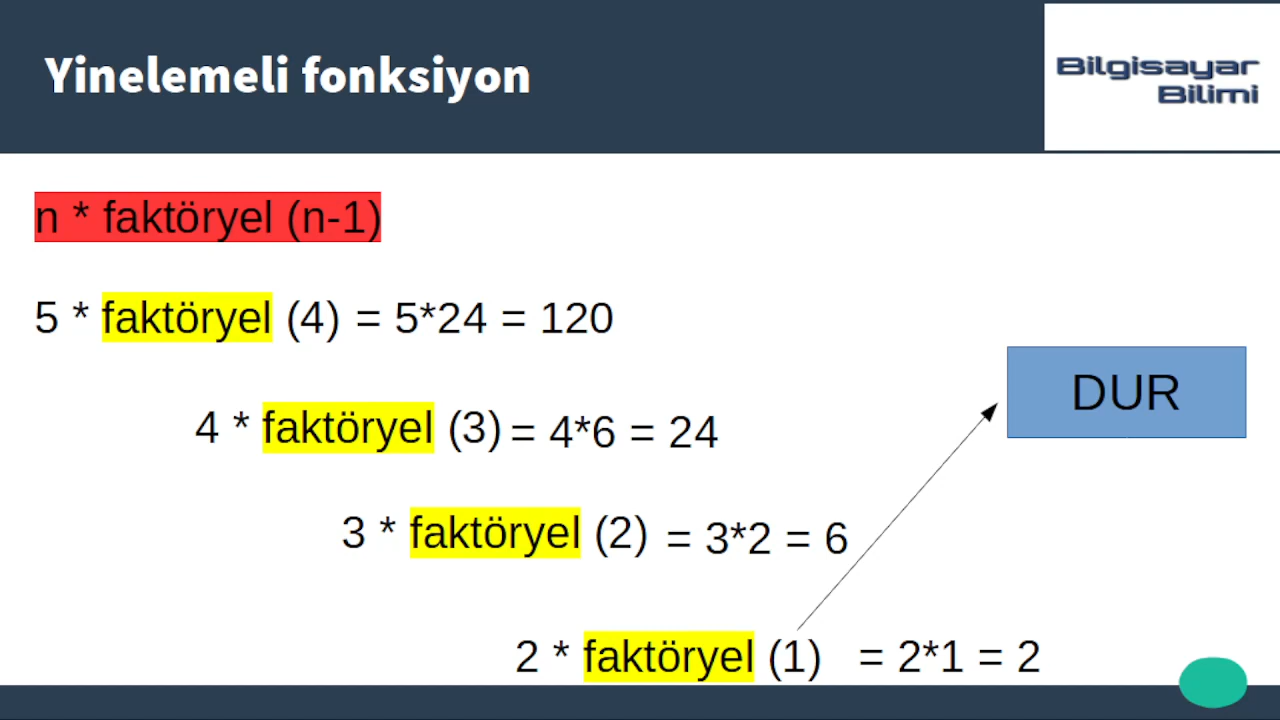 Yinelemeli fonksiyon
Bilgisayar
Bilimi
n * faktöryel (n-1)
5 * faktöryel (4) = 5*24 = 120
DUR
4 * faktöryel (3) = 4*6 = 24
3 * faktöryel (2) = 3*2 = 6
2 * faktöryel (1) = 2*1 = 2